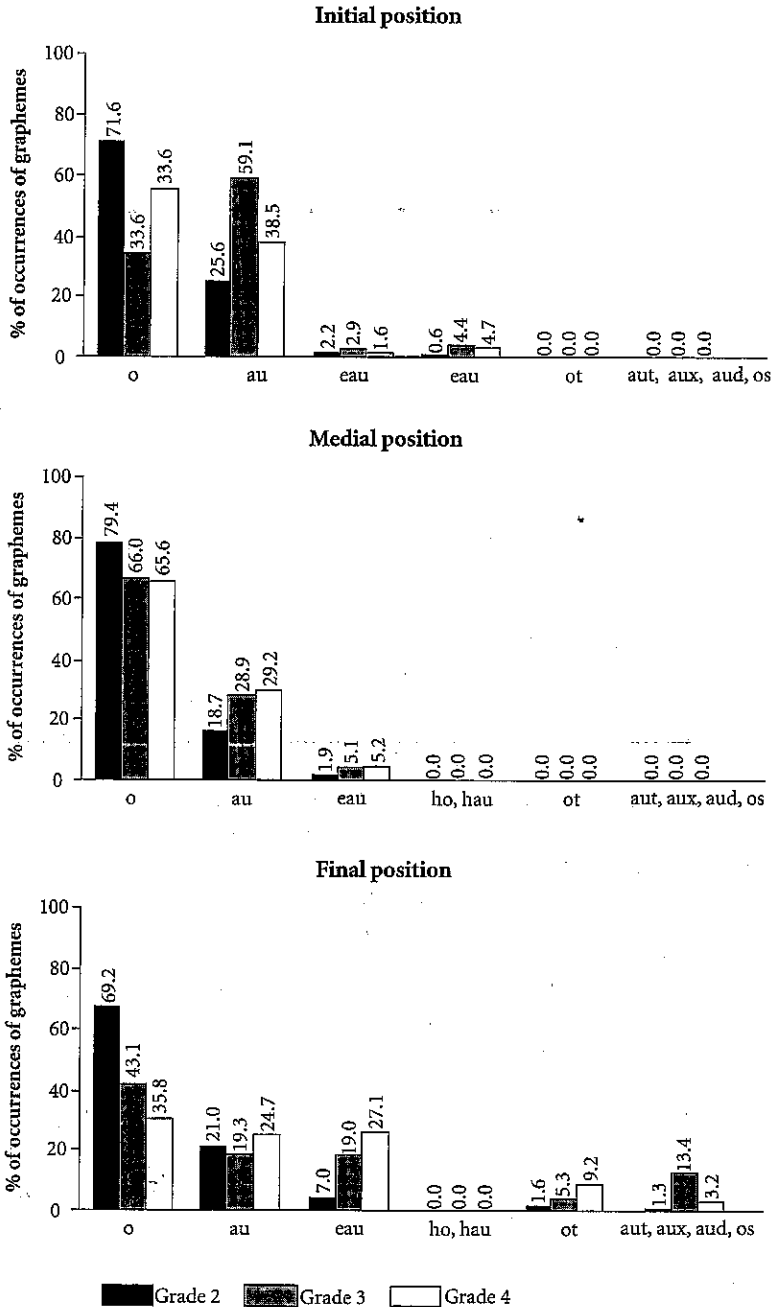 Initial position
% of occurrences of graphemes
100
80
60
40
20
0
71.6 33.6 33.6
25.6 59.1 38.5
2.2 2.9 1.6
0.6 4.4 4.7
0.0 0.0 0.0
0.0 0.0 0.0
o au eau eau ot aut, aux, aud, os
Medial position
% of occurrences of graphemes
100
80
60
40
20
0
79.4 66.0 65.6
18.7 28.9 29.2
1.9 5.1 5.2
0.0 0.0 0.0
0.0 0.0 0.0
0.0 0.0 0.0
o au eau ho, hau ot aut, aux, aud, os
Final position
% of occurrences of graphemes
100
80
60
40
20
0
69.2 43.1 35.8
21.0 19.3 24.7
7.0 19.0 27.1
0.0 0.0 0.0
1.6 5.3 9.2
1.3 13.4 3.2
o au eau ho, hau ot aut, aux, aud, os
Grade 2 Grade 3 Grade 4